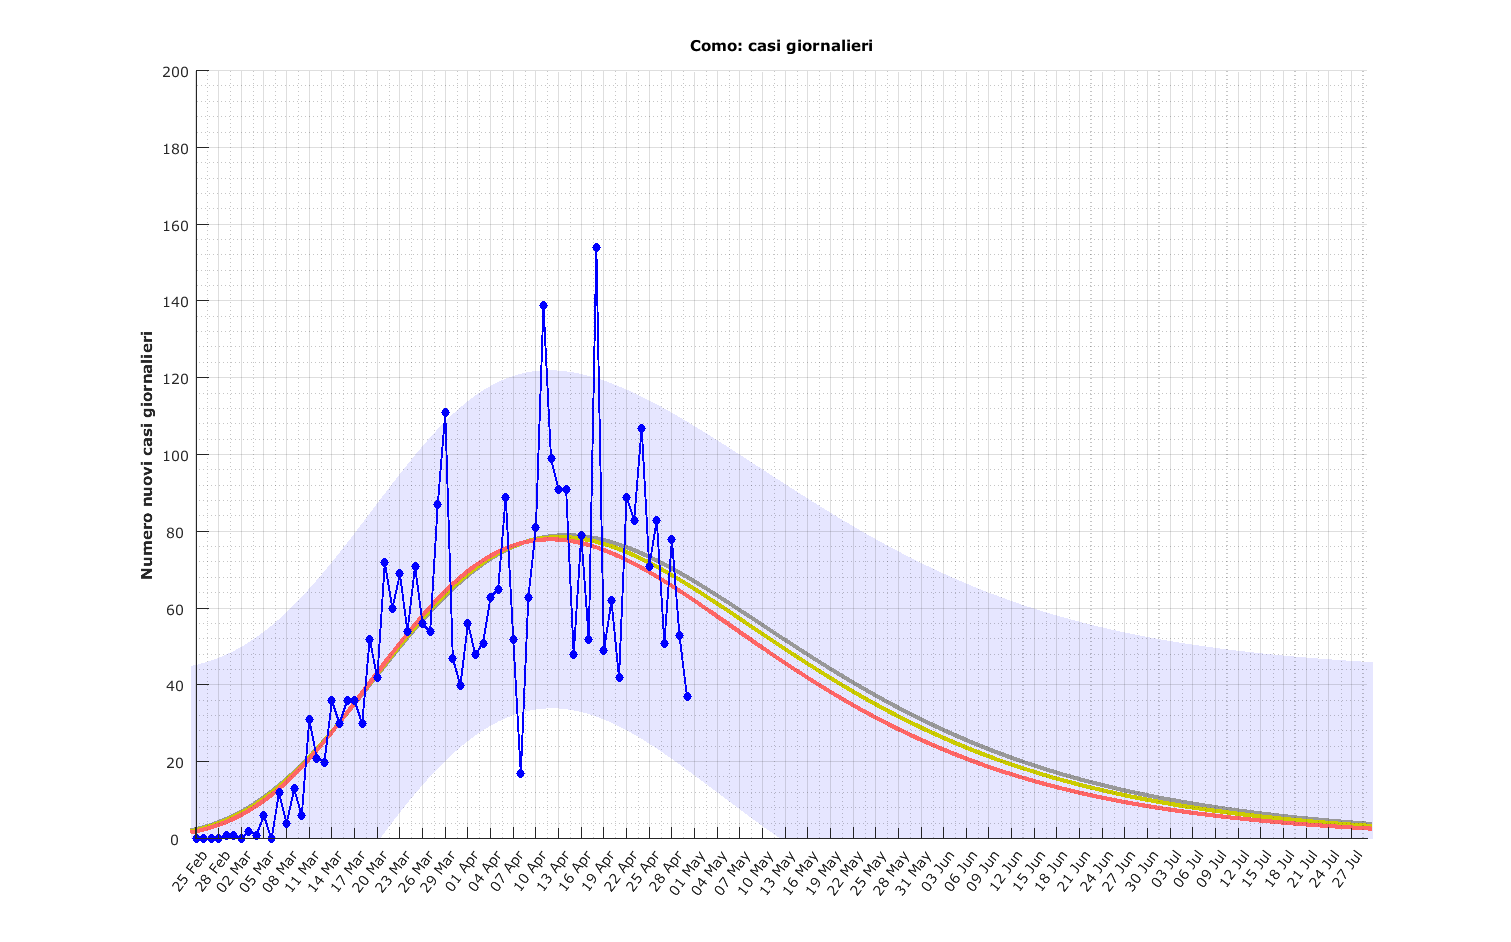 Como: casi giornalieri
Numero nuovi casi giornalieri
200
180
160
140
120
100
80
60
40
20
0
25 Feb
28 Feb
02 Mar
05 Mar
08 Mar
11 Mar
14 Mar
17 Mar
20 Mar
23 Mar
26 Mar
29 Mar
01 Apr
04 Apr
07 Apr
10 Apr
13 Apr
16 Apr
19 Apr
22 Apr
25 Apr
28 Apr
01 May
04 May
07 May
10 May
13 May
16 May
19 May
22 May
25 May
28 May
31 May
03 Jun
06 Jun
09 Jun
12 Jun
15 Jun
18 Jun
21 Jun
24 Jun
27 Jun
30 Jun
03 Jul
06 Jul
09 Jul
12 Jul
15 Jul
18 Jul
21 Jul
24 Jul
27 Jul